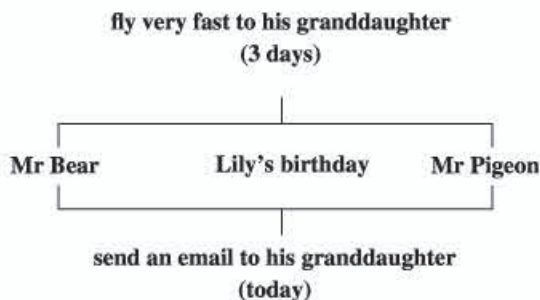 fly very fast to his granddaughter
(3 days)
Mr Bear Lily's birthday Mr Pigeon
send an email to his granddaughter
(today)